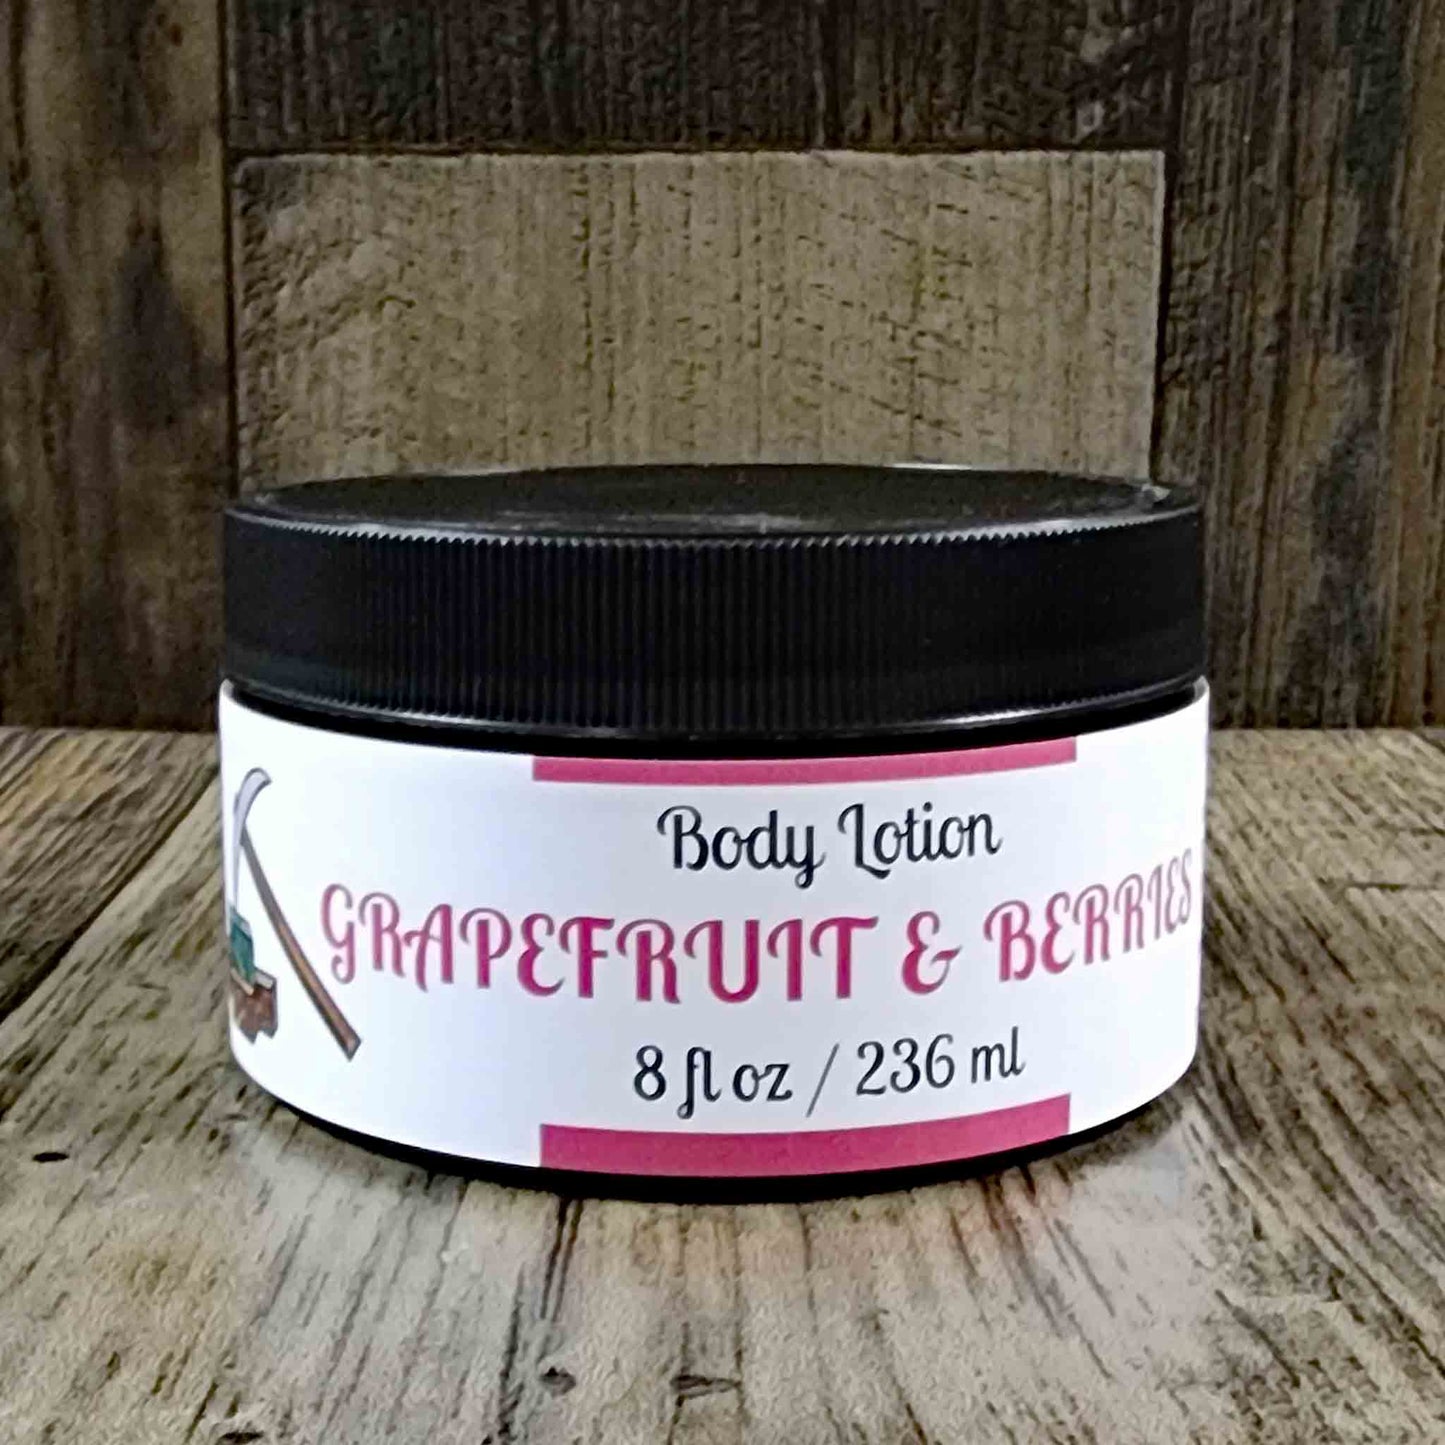 Body Lotion
GRAPEFRUIT & BERRIES
8 fl oz / 236 ml